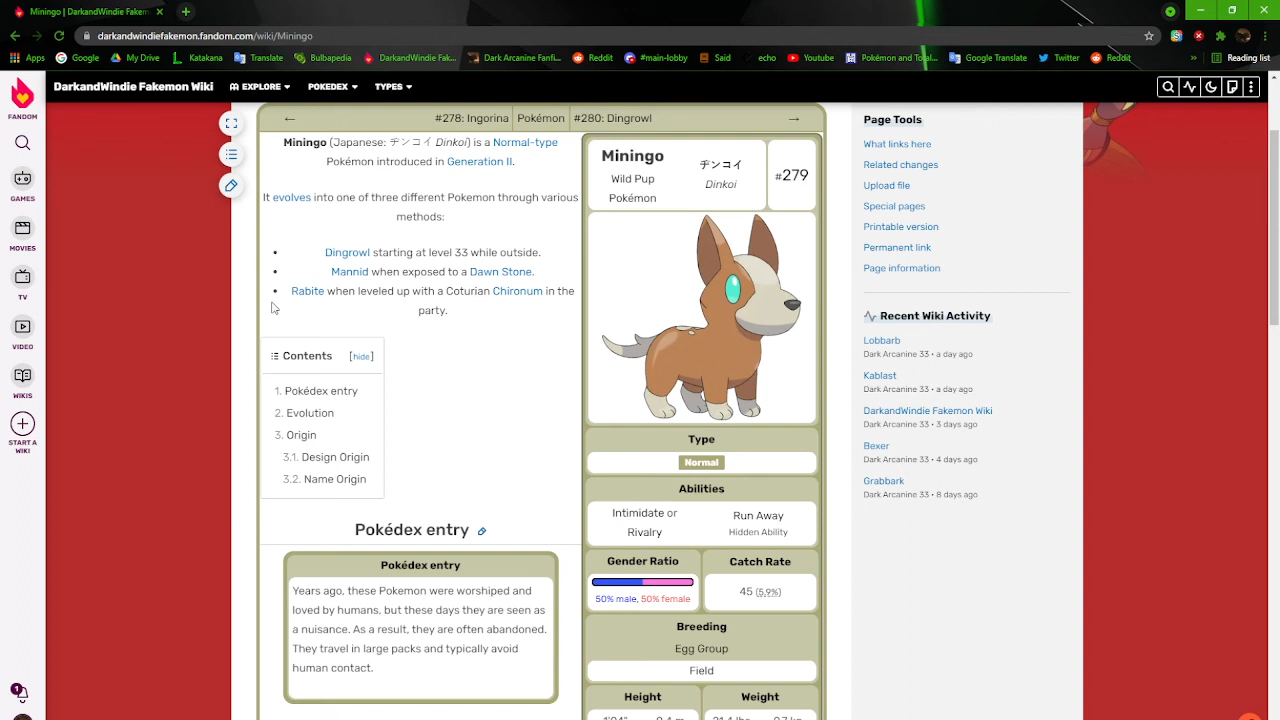 Miningo | DarkandWindie Fakem
darkandwindiefakemon.fandom.com/wiki/Miningo
Apps Google My Drive Katakana Translate Bulbapedia DarkandWindie Fak... Dark Arcanine Fanfi... Reddit #main-lobby Said echo Youtube Pokémon and Total... Google Translate Twitter Reddit » Reading list
DarkandWindie Fakemon Wiki EXPLORE POKEDEX TYPES
FANDOM
GAMES
MOVIES
TV
VIDEO
WIKIS
START A
WIKI
1
← #278: Ingorina Pokémon #280: Dingrowl →
Miningo (Japanese: ヂンコイ Dinkoi) is a Normal-type
Pokémon introduced in Generation II.
It evolves into one of three different Pokemon through various
methods:
• Dingrowl starting at level 33 while outside.
• Mannid when exposed to a Dawn Stone.
• Rabite when leveled up with a Coturian Chironum in the
party.
Contents [hide]
1. Pokédex entry
2. Evolution
3. Origin
3.1. Design Origin
3.2. Name Origin
Pokédex entry
Pokédex entry
Years ago, these Pokemon were worshiped and
loved by humans, but these days they are seen as
a nuisance. As a result, they are often abandoned.
They travel in large packs and typically avoid
human contact.
Miningo
Wild Pup
Pokémon
ヂンコイ
Dinkoi
#279
Type
Normal
Abilities
Intimidate or
Rivalry
Run Away
Hidden Ability
Gender Ratio
50% male, 50% female
Catch Rate
45 (5.9%)
Breeding
Egg Group
Field
Height
Weight
Page Tools
What links here
Related changes
Upload file
Special pages
Printable version
Permanent link
Page information
Recent Wiki Activity
Lobbarb
Dark Arcanine 33 • a day ago
Kablast
Dark Arcanine 33 • a day ago
DarkandWindie Fakemon Wiki
Dark Arcanine 33 • 3 days ago
Bexer
Dark Arcanine 33 • 4 days ago
Grabbark
Dark Arcanine 33 • 8 days ago